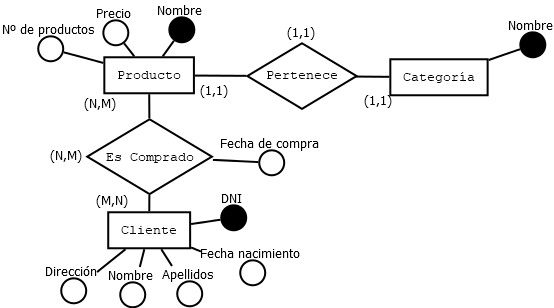 Nº de productos
Precio
Nombre
Nombre
(1,1)
Producto
Pertenece
Categoría
(N,M)
(1,1)
(1,1)
Fecha de compra
(N,M)
Es Comprado
(M,N)
DNI
Cliente
Fecha nacimiento
Dirección
Nombre
Apellidos